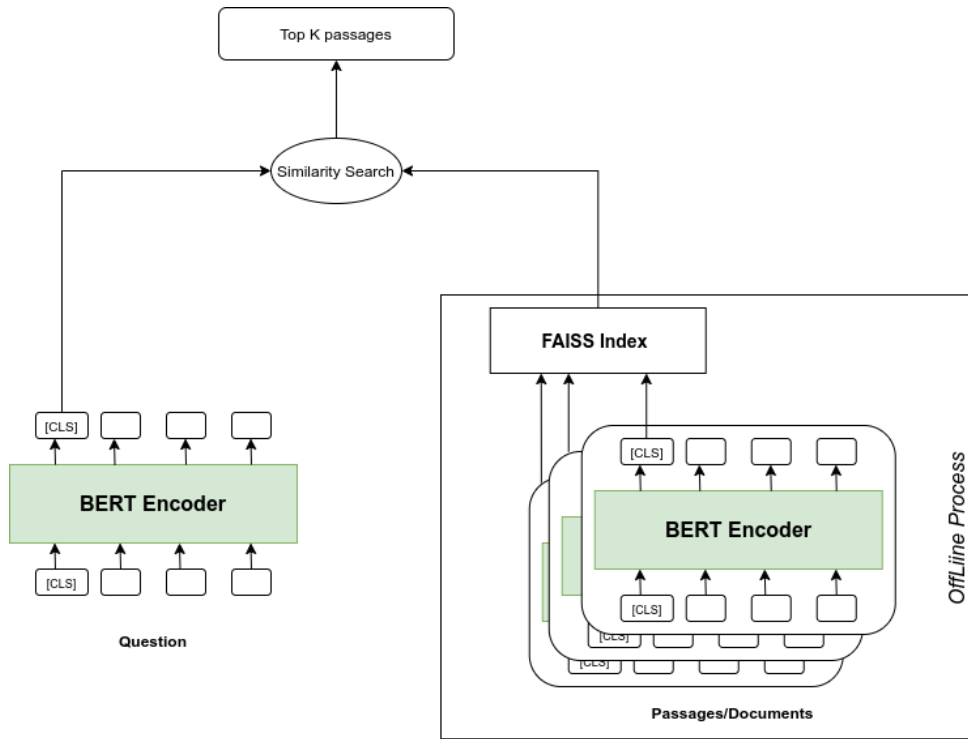 Top K passages
Similarity Search
FAISS Index
[CLS]
[CLS]
BERT Encoder
BERT Encoder
[CLS]
[CLS]
[CLS]
[CLS]
Question
Passages/Documents
OffLiine Process